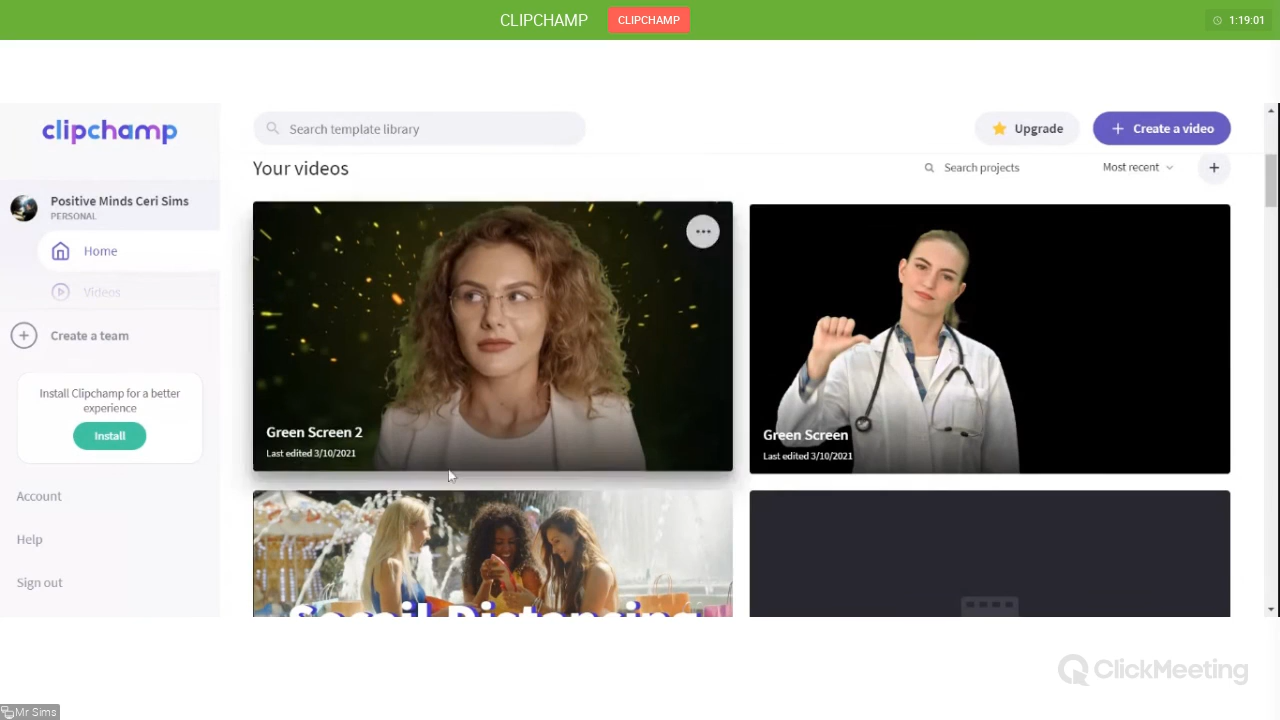 CLIPCHAMP
CLIPCHAMP
1:19:01
clipchamp
Search template library
Upgrade
Create a video
Your videos
Search projects
Most recent
Positive Minds Ceri Sims
PERSONAL
Home
Videos
Create a team
Install Clipchamp for a better
experience
Install
Account
Help
Sign out
Green Screen 2
Last edited 3/10/2021
Green Screen
Last edited 3/10/2021
Socail Distancing
ClickMeeting
Mr Sims